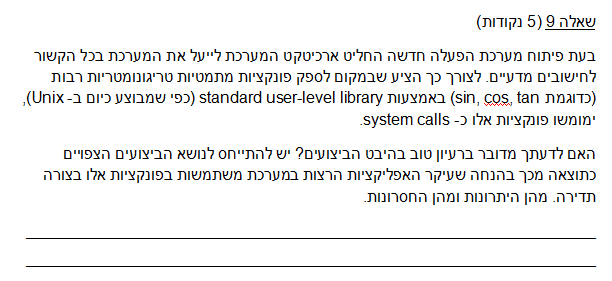 שאלה 9 (5 נקודות)
בעת פיתוח מערכת הפעלה חדשה החליט ארכיטקט המערכת לייעל את המערכת בכל הקשור
לחישובים מדעיים. לצורך כך הציע שבמקום לספק פונקציות מתמטיות טריגונומטריות רבות
(כדוגמת sin, cos, tan) באמצעות standard user-level library (כפי שמבוצע כיום ב- Unix),
ימומשו פונקציות אלו כ- system calls.
האם לדעתך מדובר ברעיון טוב בהיבט הביצועים? יש להתייחס לנושא הביצועים הצפויים
כתוצאה מכך בהנחה שעיקר האפליקציות הרצות במערכת משתמשות בפונקציות אלו בצורה
תדירה. מהן היתרונות ומהן החסרונות.